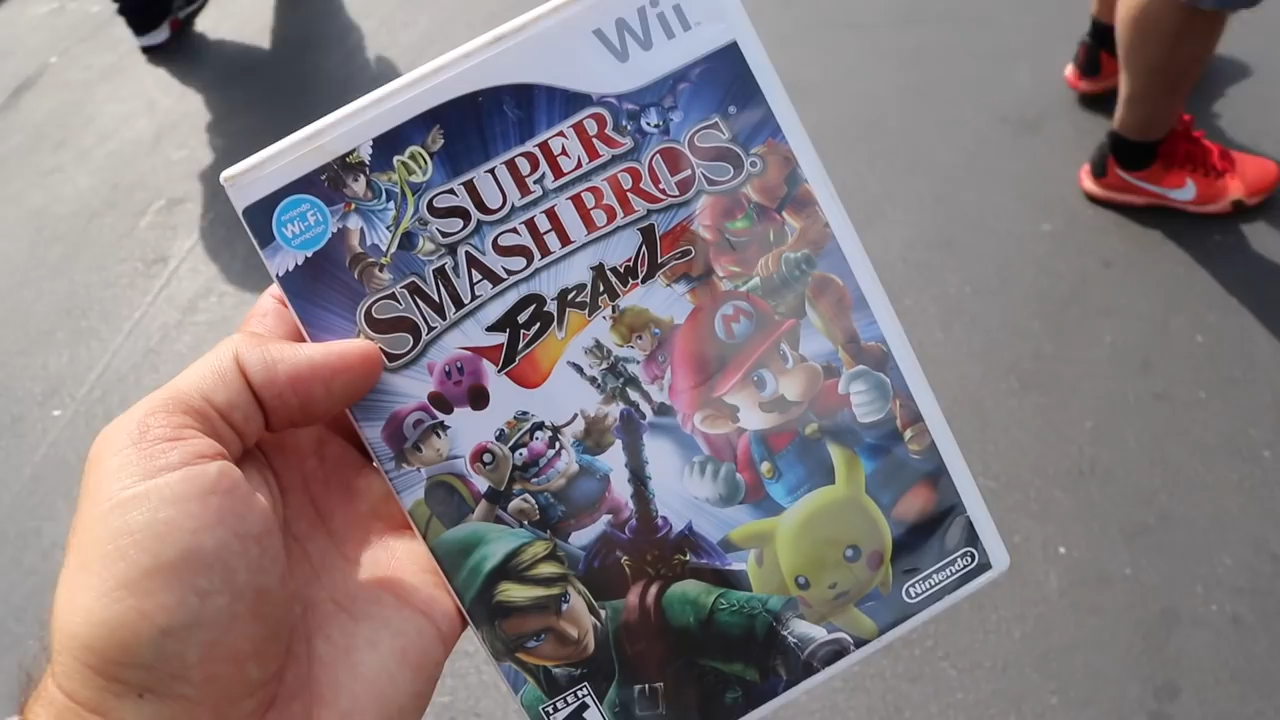 Wii
SUPER
SMASH BROS.
BRAWL
nintendo
Wi-Fi
connection
M
Nintendo
TEEN
T